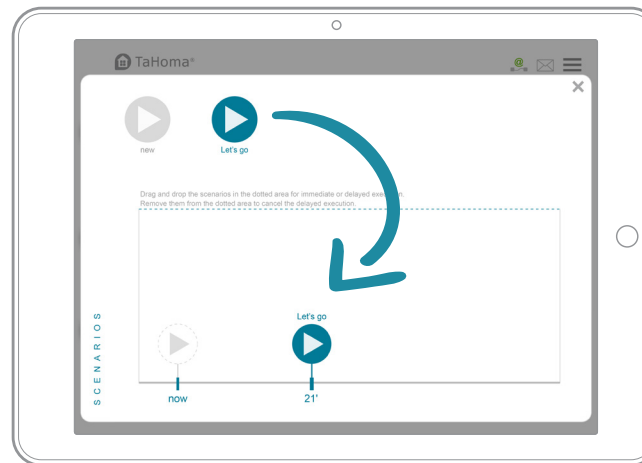 TaHoma®
new
Let's go
Drag and drop the scenarios in the dotted area for immediate or delayed
Remove them from the dotted area to cancel the delayed execution.
SCENARIOS
Let's go
now
21'